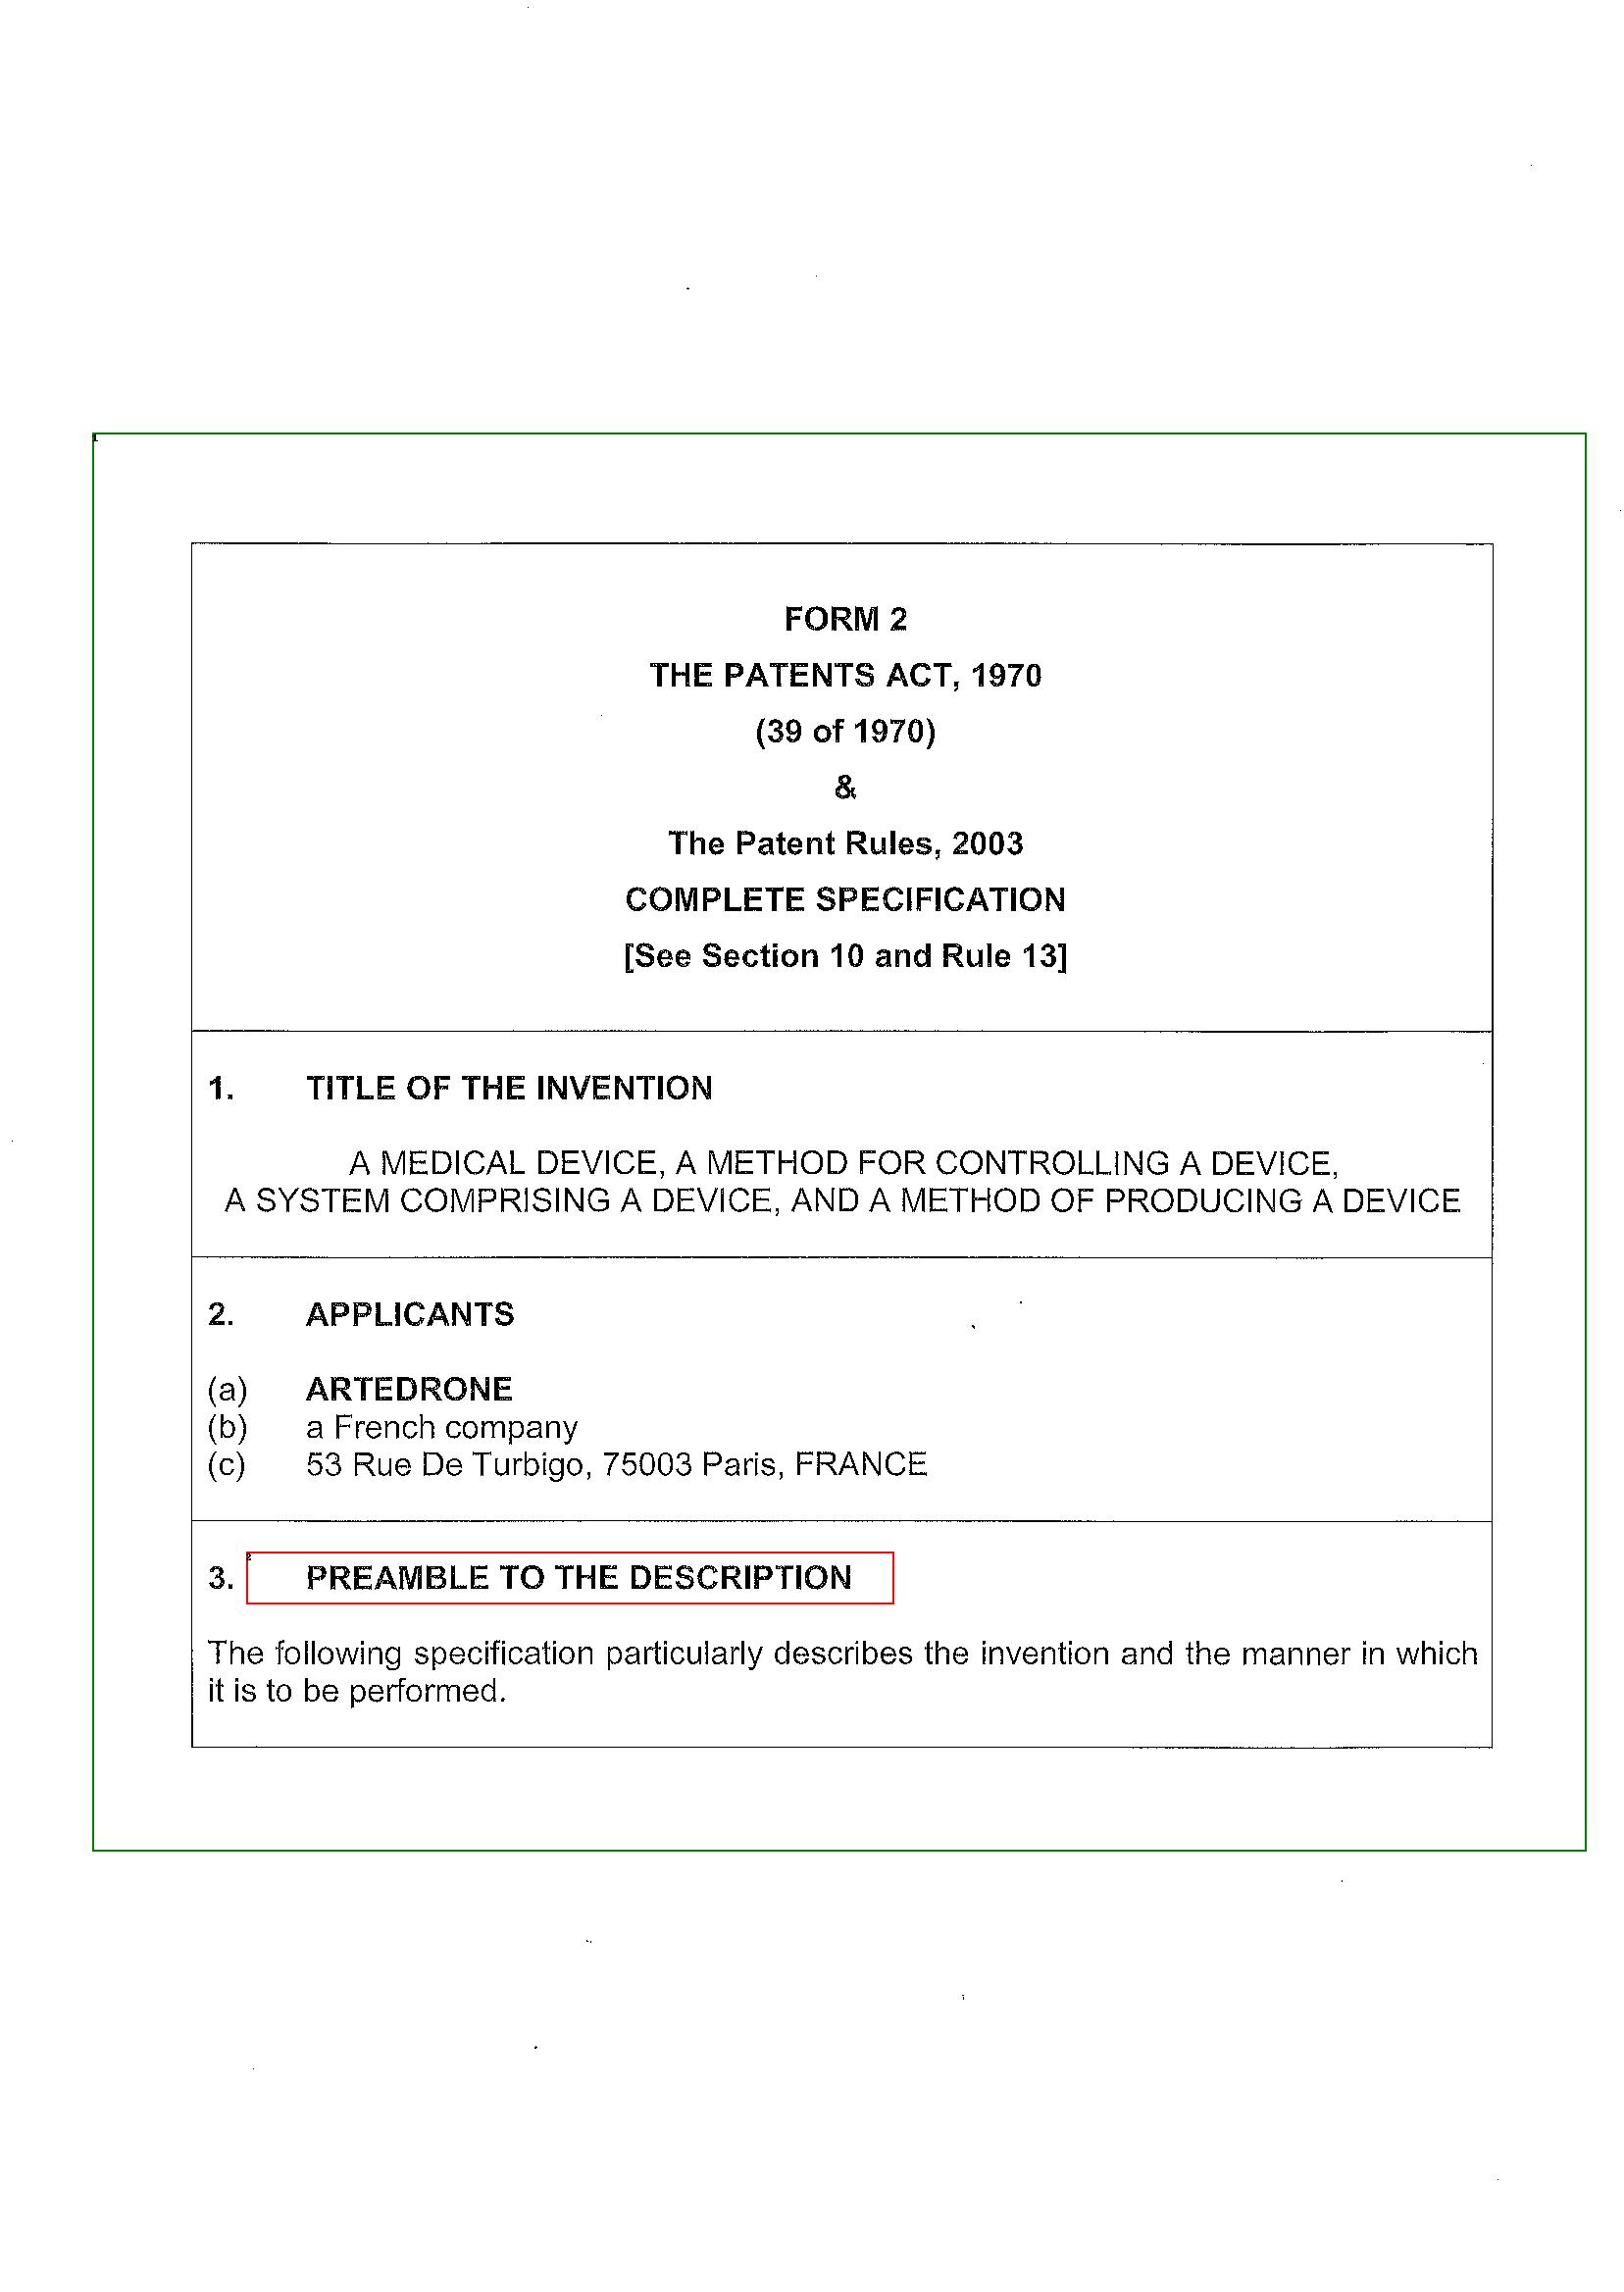 FORM 2
THE PATENTS ACT, 1970
(39 of 1970)
&
The Patent Rules, 2003
COMPLETE SPECIFICATION
[See Section 10 and Rule 13]
1. TITLE OF THE INVENTION
A MEDICAL DEVICE, A METHOD FOR CONTROLLING A DEVICE,
A SYSTEM COMPRISING A DEVICE, AND A METHOD OF PRODUCING A DEVICE
2. APPLICANTS
(a) ARTEDRONE
(b) a French company
(c) 53 Rue De Turbigo, 75003 Paris, FRANCE
3. PREAMBLE TO THE DESCRIPTION
The following specification particularly describes the invention and the manner in which
it is to be performed.